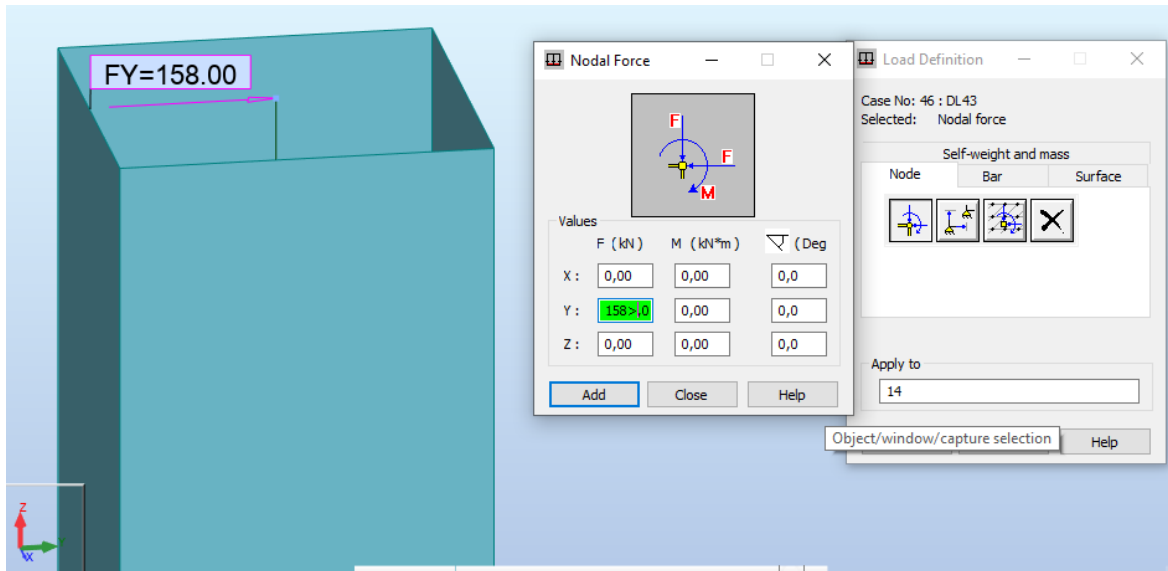 FY=158.00
Nodal Force
F
F
M
Values
F (kN) M (kN*m) (Deg
X : 0,00 0,00 0,0
Y : 158>,0 0,00 0,0
Z : 0,00 0,00 0,0
Add Close Help
Load Definition
Case No: 46 : DL43
Selected: Nodal force
Self-weight and mass
Node Bar Surface
Apply to
14
Object/window/capture selection
Help
Z
X